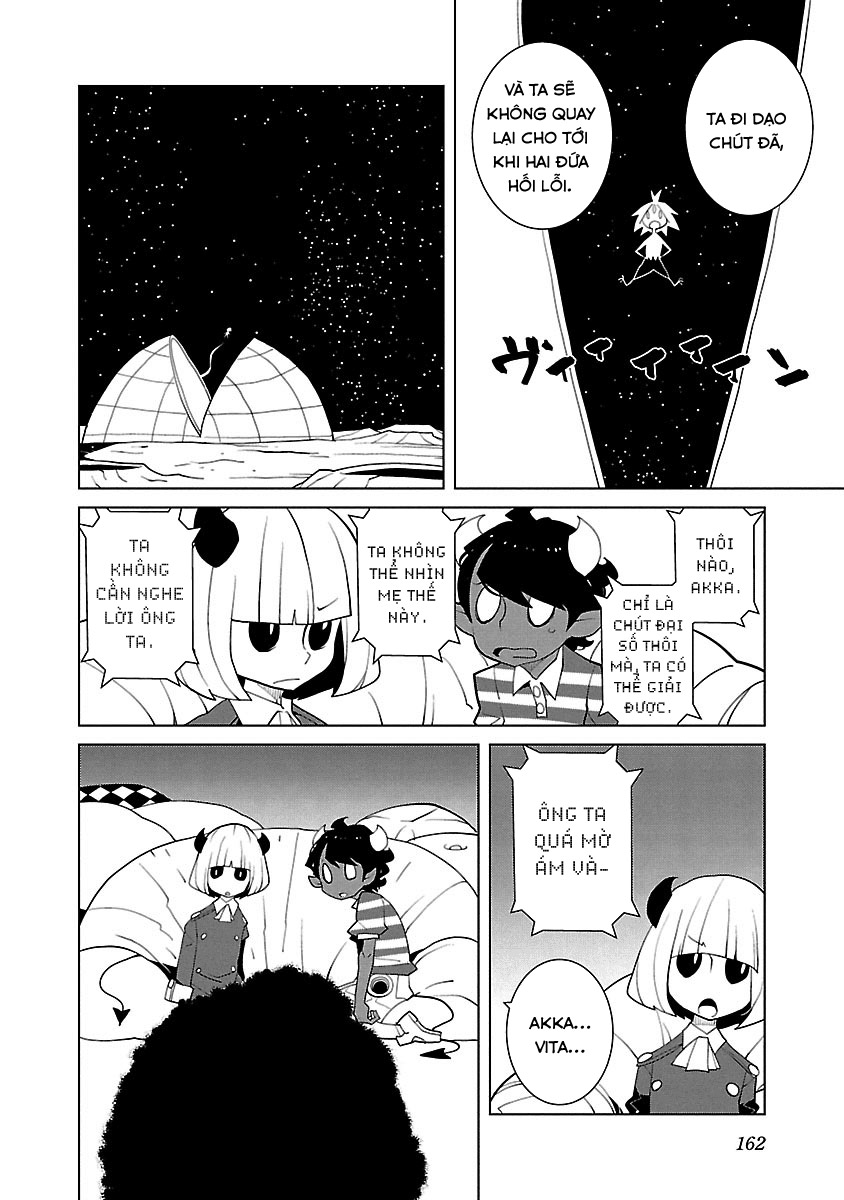 TA ĐI DẠO
CHÚT ĐÃ,
VÀ TA SẼ
KHÔNG QUAY
LẠI CHO TỚI
KHI HAI ĐỨA
HỐI LỖI.
ヴィイイイン
THÔI
NÀO,
AKKA.
CHỈ LÀ
CHÚT ĐẠI
SỐ THÔI
MÀ, TA CÓ
THỂ GIẢI
ĐƯỢC.
TA KHÔNG
THỂ NHÌN
MẸ THẾ
NÀY.
TA
KHÔNG
CẦN NGHE
LỜI ÔNG
TA.
ÔNG TA
QUÁ MỜ
ÁM VÀ-
AKKA...
VITA...
162